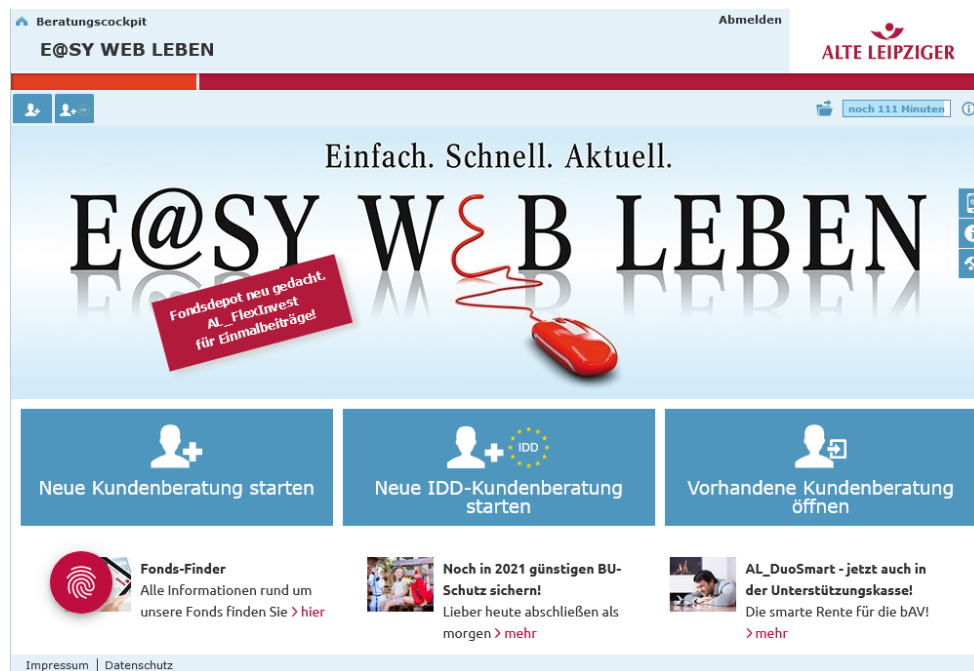 Beratungscockpit
Abmelden
E@SY WEB LEBEN
ALTE LEIPZIGER
noch 111 Minuten
Einfach. Schnell. Aktuell.
E@SY WEB LEBEN
Fondsdepot neu gedacht.
AL_FlexInvest
für Einmalbeiträge!
IDD
Neue Kundenberatung starten
Neue IDD-Kundenberatung
starten
Vorhandene Kundenberatung
öffnen
Fonds-Finder
Alle Informationen rund um
unsere Fonds finden Sie > hier
Noch in 2021 günstigen BU-
Schutz sichern!
Lieber heute abschließen als
morgen > mehr
AL_DuoSmart - jetzt auch in
der Unterstützungskasse!
Die smarte Rente für die bAV!
> mehr
Impressum | Datenschutz